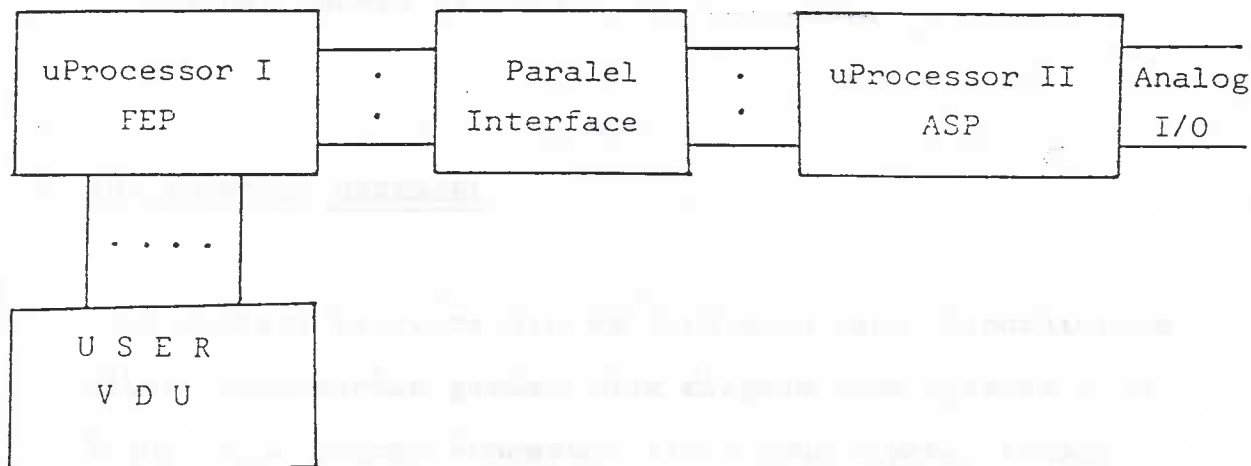 uProcessor I
FEP
Paralel
Interface
uProcessor II
ASP
Analog
I/O
U S E R
V D U